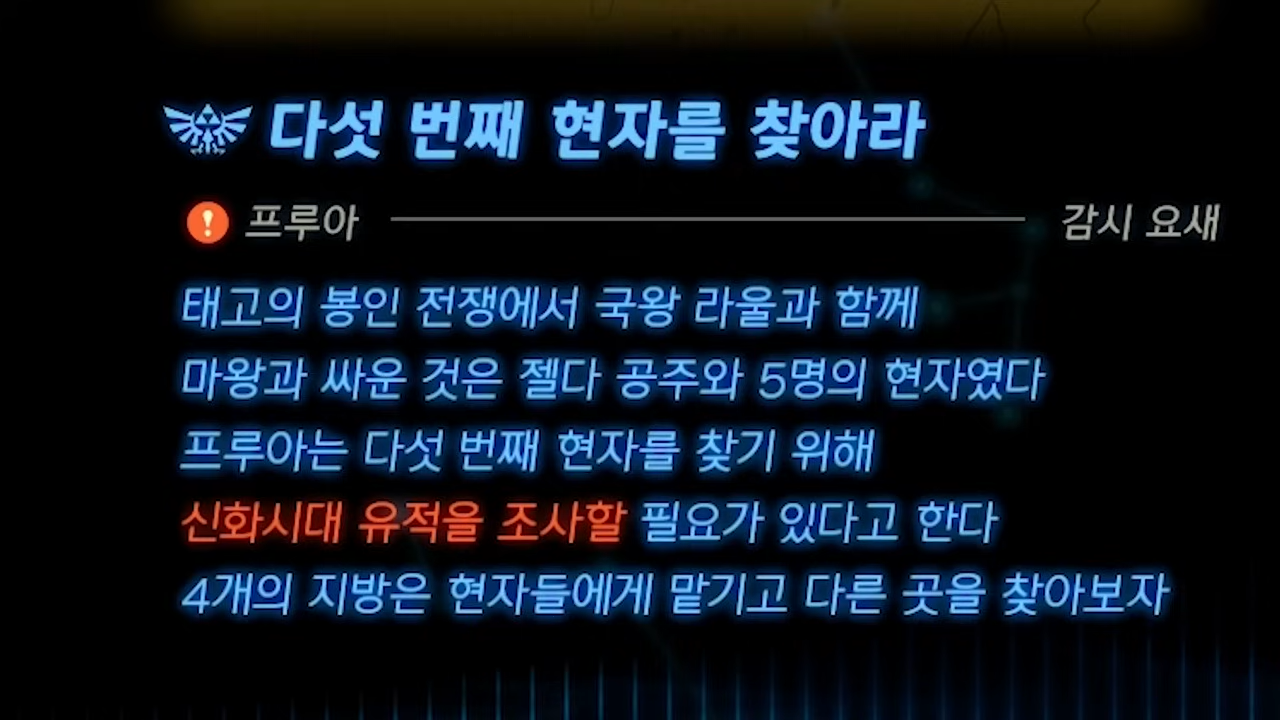 다섯 번째 현자를 찾아라
프루아 감시 요새
태고의 봉인 전쟁에서 국왕 라울과 함께
마왕과 싸운 것은 젤다 공주와 5명의 현자였다
프루아는 다섯 번째 현자를 찾기 위해
신화시대 유적을 조사할 필요가 있다고 한다
4개의 지방은 현자들에게 맡기고 다른 곳을 찾아보자